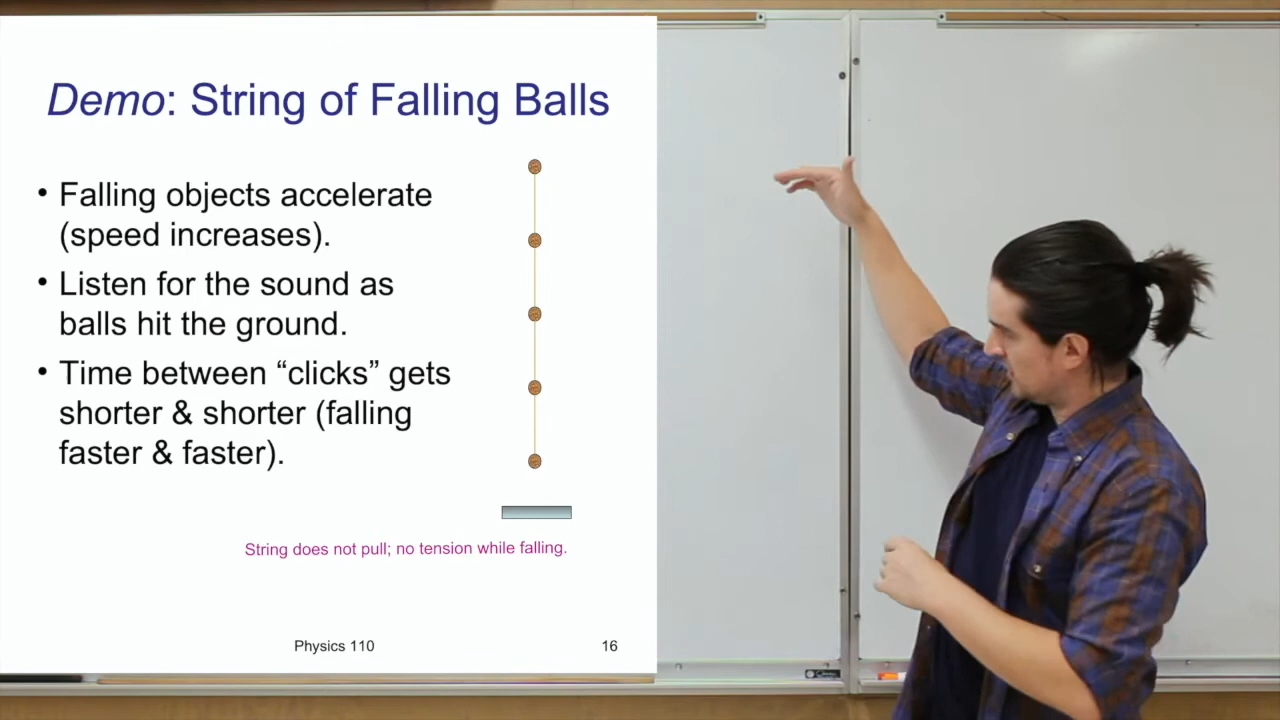 Demo: String of Falling Balls
• Falling objects accelerate
(speed increases).
• Listen for the sound as
balls hit the ground.
• Time between “clicks” gets
shorter & shorter (falling
faster & faster).
String does not pull; no tension while falling.
Physics 110
16